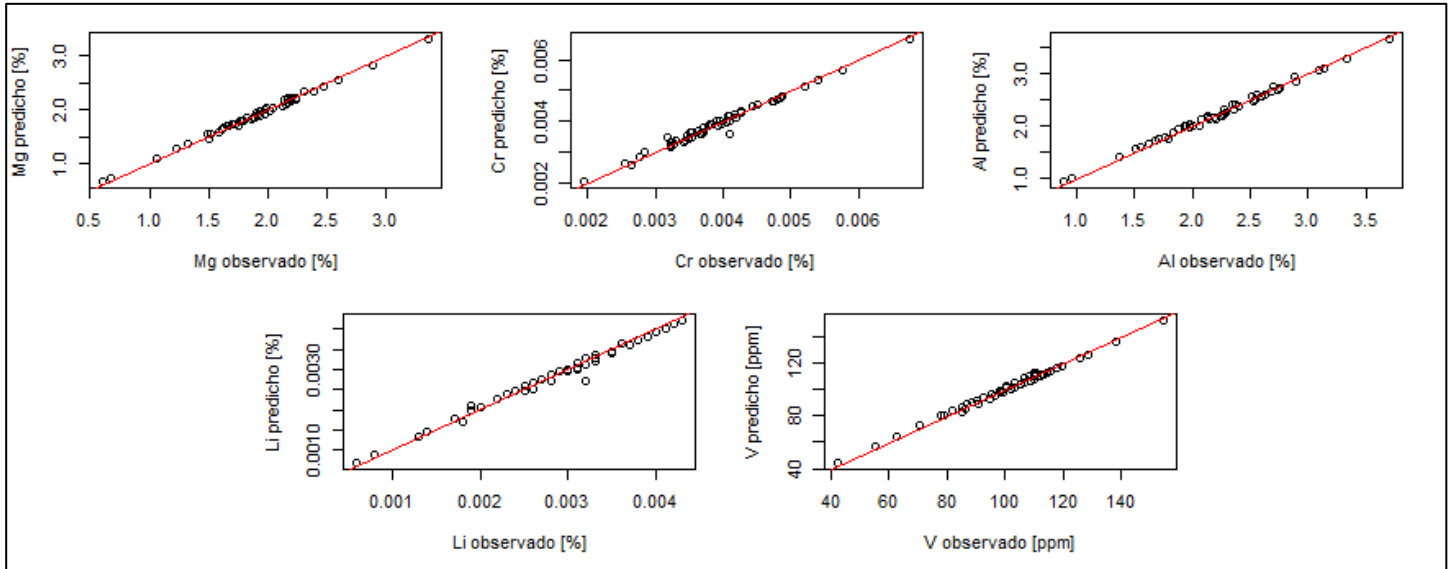 Mg predicho [%]
1.0 2.0 3.0
0.5 1.0 1.5 2.0 2.5 3.0
Mg observado [%]
Cr predicho [%]
0.002 0.004 0.006
0.002 0.003 0.004 0.005 0.006
Cr observado [%]
Al predicho [%]
1.0 2.0 3.0
1.0 1.5 2.0 2.5 3.0 3.5
Al observado [%]
Li predicho [%]
0.0010 0.0030
0.001 0.002 0.003 0.004
Li observado [%]
V predicho [ppm]
40 80 120
40 60 80 100 120 140
V observado [ppm]